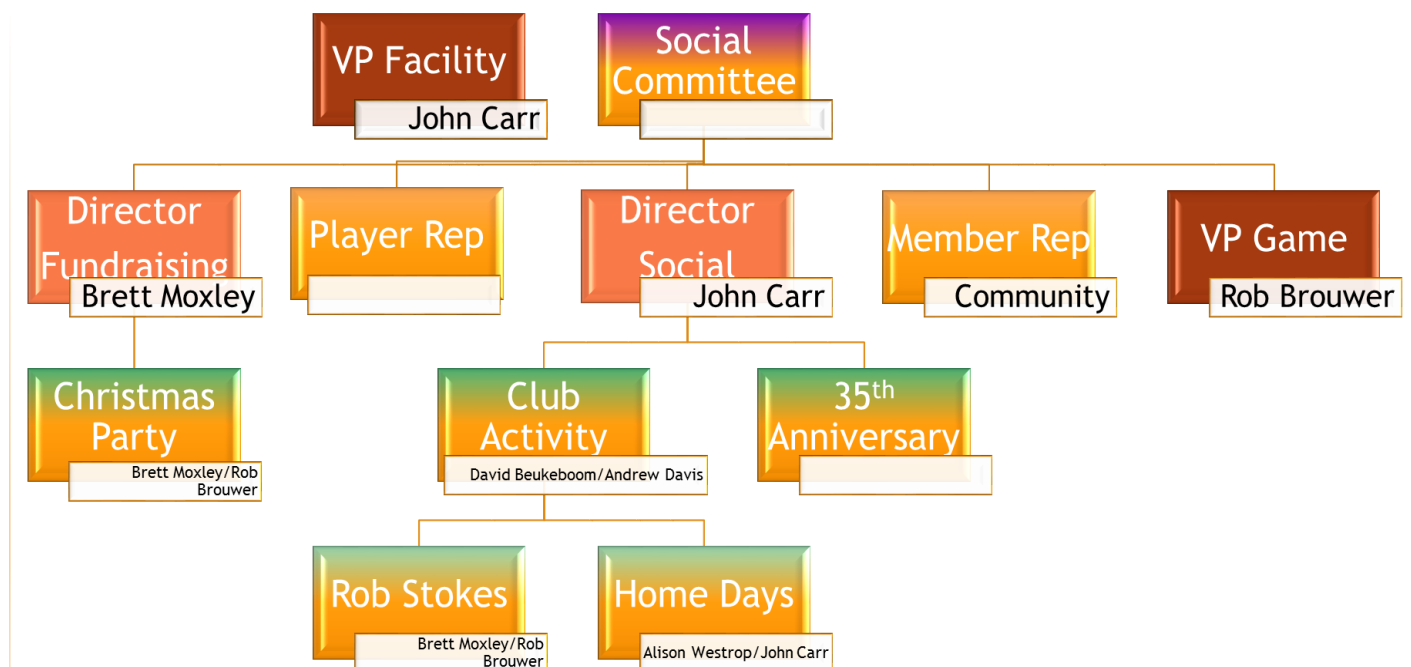 VP Facility
John Carr
Social
Committee
Director
Fundraising
Brett Moxley
Player Rep
Director
Social
John Carr
Member Rep
Community
VP Game
Rob Brouwer
Christmas
Party
Brett Moxley/Rob
Brouwer
Club
Activity
David Beukeboom/Andrew Davis
35th
Anniversary
Rob Stokes
Brett Moxley/Rob
Brouwer
Home Days
Alison Westrop/John Carr